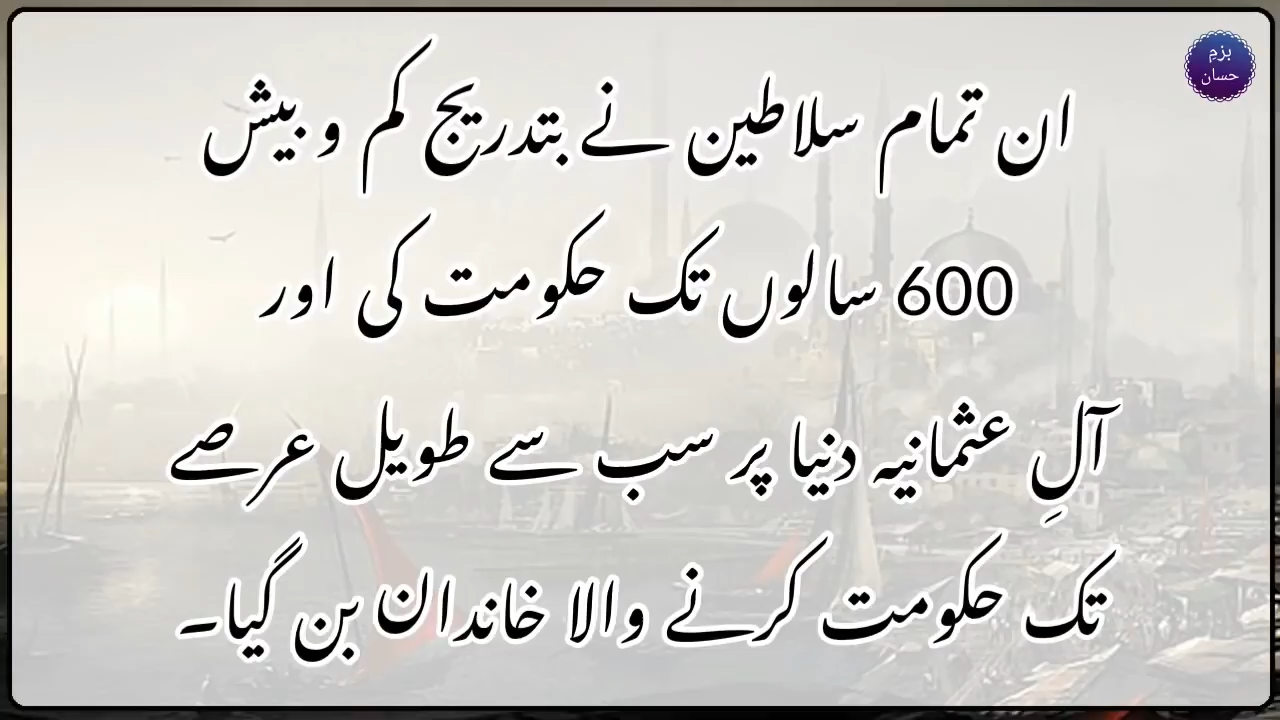 بزمِ
حسان
ان تمام سلاطین نے بتدریج کم و بیش
600 سالوں تک حکومت کی اور
آلِ عثمانیہ دنیا پر سب سے طویل عرصے
تک حکومت کرنے والا خاندان بن گیا۔